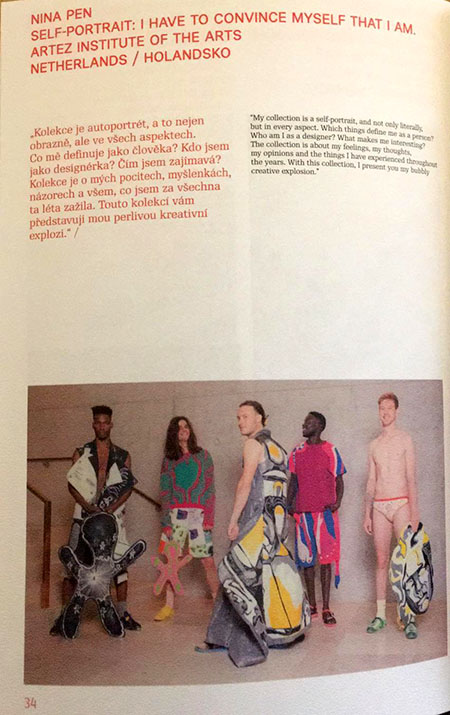 NINA PEN
SELF-PORTRAIT: I HAVE TO CONVINCE MYSELF THAT I AM.
ARTEZ INSTITUTE OF THE ARTS
NETHERLANDS / HOLANDSKO
„Kolekce je autoportrét, a to nejen
obrazně, ale ve všech aspektech.
Co mě definuje jako člověka? Kdo jsem
jako designérka? Čím jsem zajímavá?
Kolekce je o mých pocitech, myšlenkách,
názorech a všem, co jsem za všechna
ta léta zažila. Touto kolekcí vám
představuji mou perlivou kreativní
explozi.“ /
"My collection is a self-portrait, and not only literally,
but in every aspect. Which things define me as a person?
Who am I as a designer? What makes me interesting?
The collection is about my feelings, my thoughts,
my opinions and the things I have experienced throughout
the years. With this collection, I present you my bubbly
creative explosion."
34